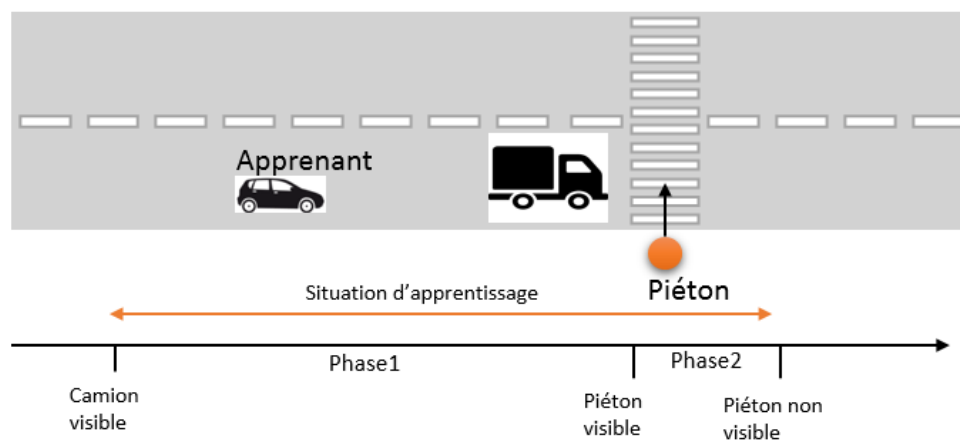 Apprenant
Piéton
Situation d’apprentissage
Phase1
Phase2
Camion
visible
Piéton
visible
Piéton non
visible